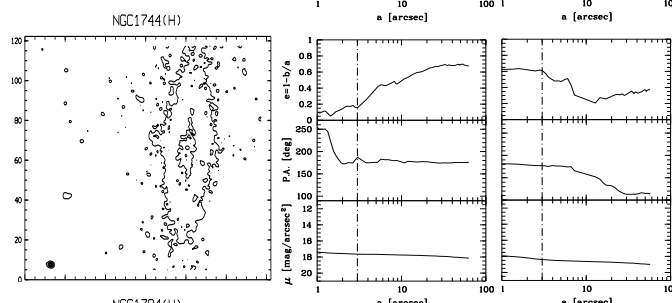 1 10 100 1 10
a [arcsec] a [arcsec]
NGC1744(H)
120
100
80
60
40
20
0
1
0.8
0.6
0.4
0.2
0
e=1-b/a
250
200
150
100
P.A. [deg]
12
14
16
18
20
μ [mag/arcsec²]
1 10 100 1 10
a [arcsec] a [arcsec]